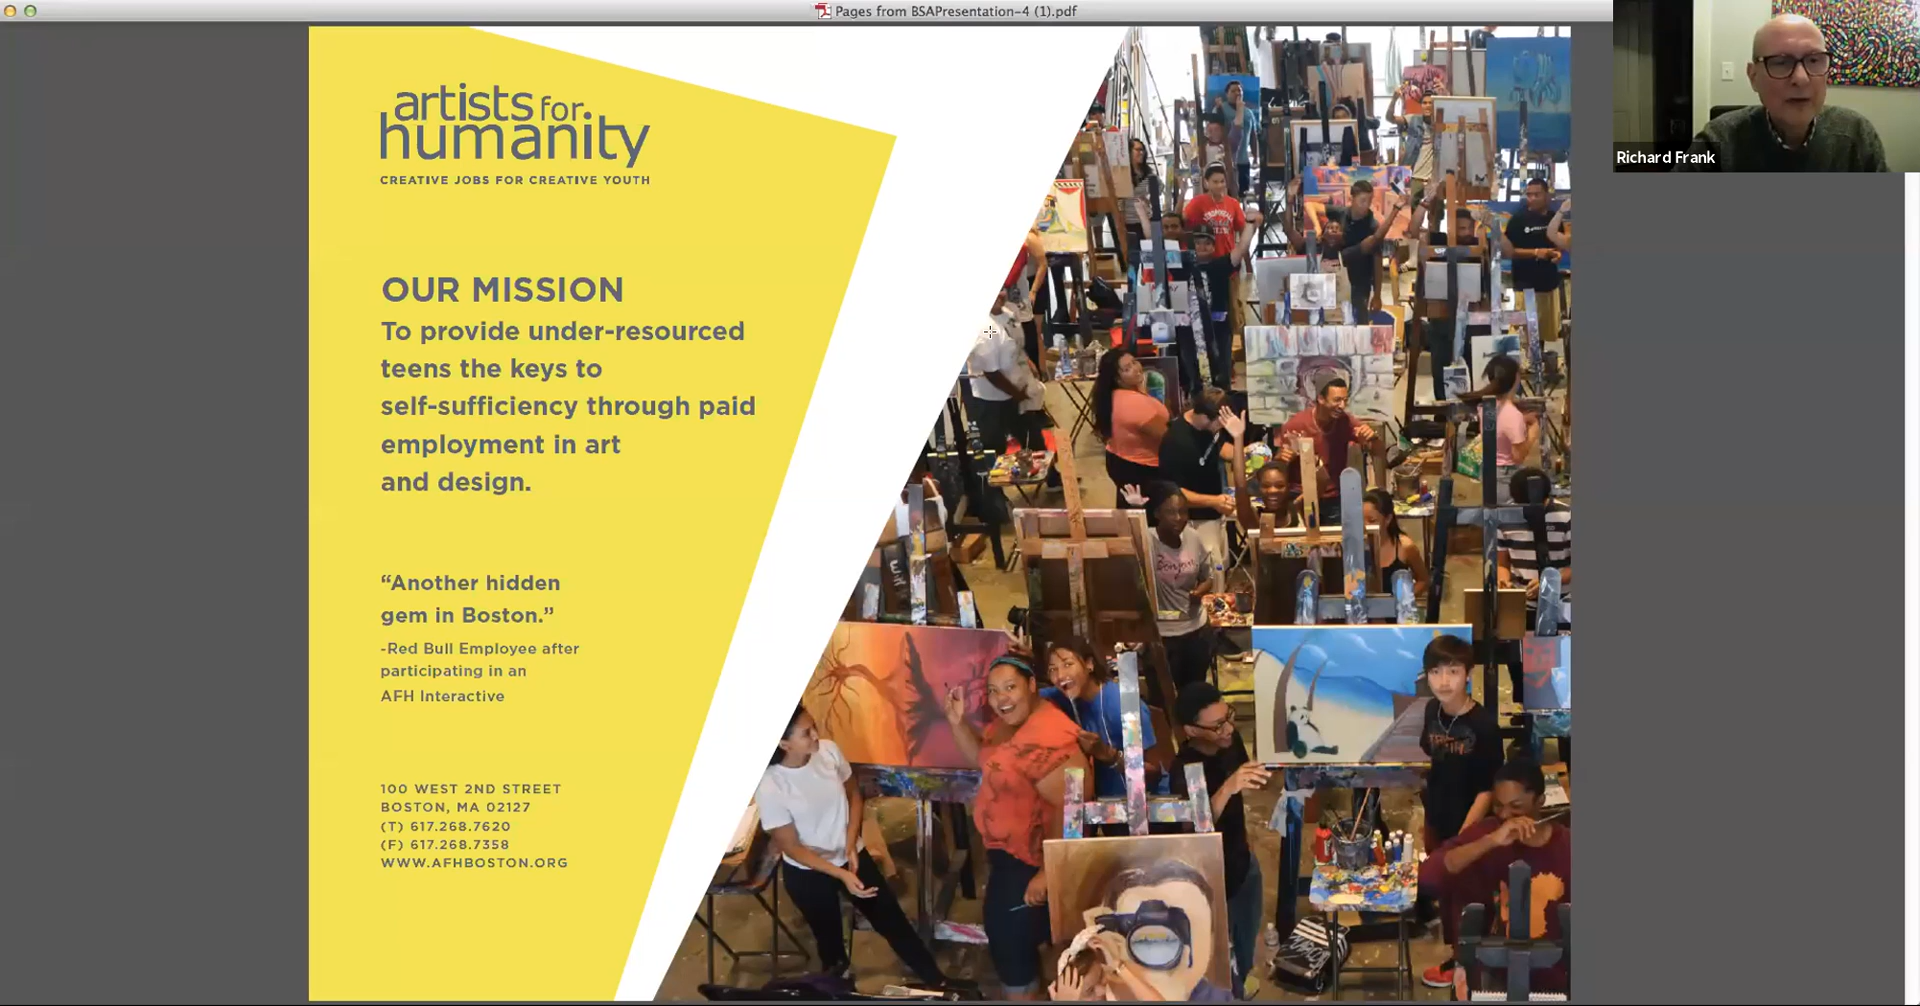 Pages from BSAPresentation-4 (1).pdf
Richard Frank
artists for
humanity
CREATIVE JOBS FOR CREATIVE YOUTH
OUR MISSION
To provide under-resourced
teens the keys to
self-sufficiency through paid
employment in art
and design.
“Another hidden
gem in Boston.”
-Red Bull Employee after
participating in an
AFH Interactive
100 WEST 2ND STREET
BOSTON, MA 02127
(T) 617.268.7620
(F) 617.268.7358
WWW.AFHBOSTON.ORG